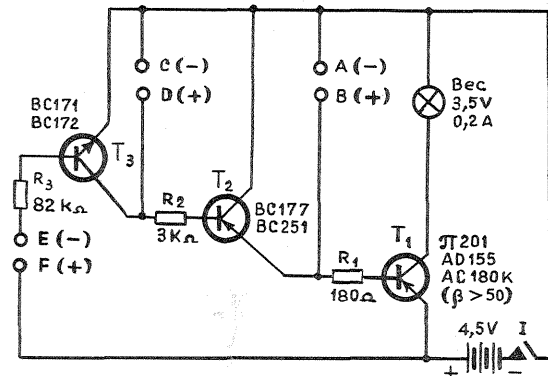 C (-)
D (+)
A (-)
B (+)
Bec
3,5V
0,2A
BC171
BC172
T₃
R₃
82 KΩ
E (-)
F (+)
R₂
3KΩ
T₂
BC177
BC251
R₁
180Ω
T₁
π201
AD155
AC180K
(β > 50)
4,5V
I
+
-